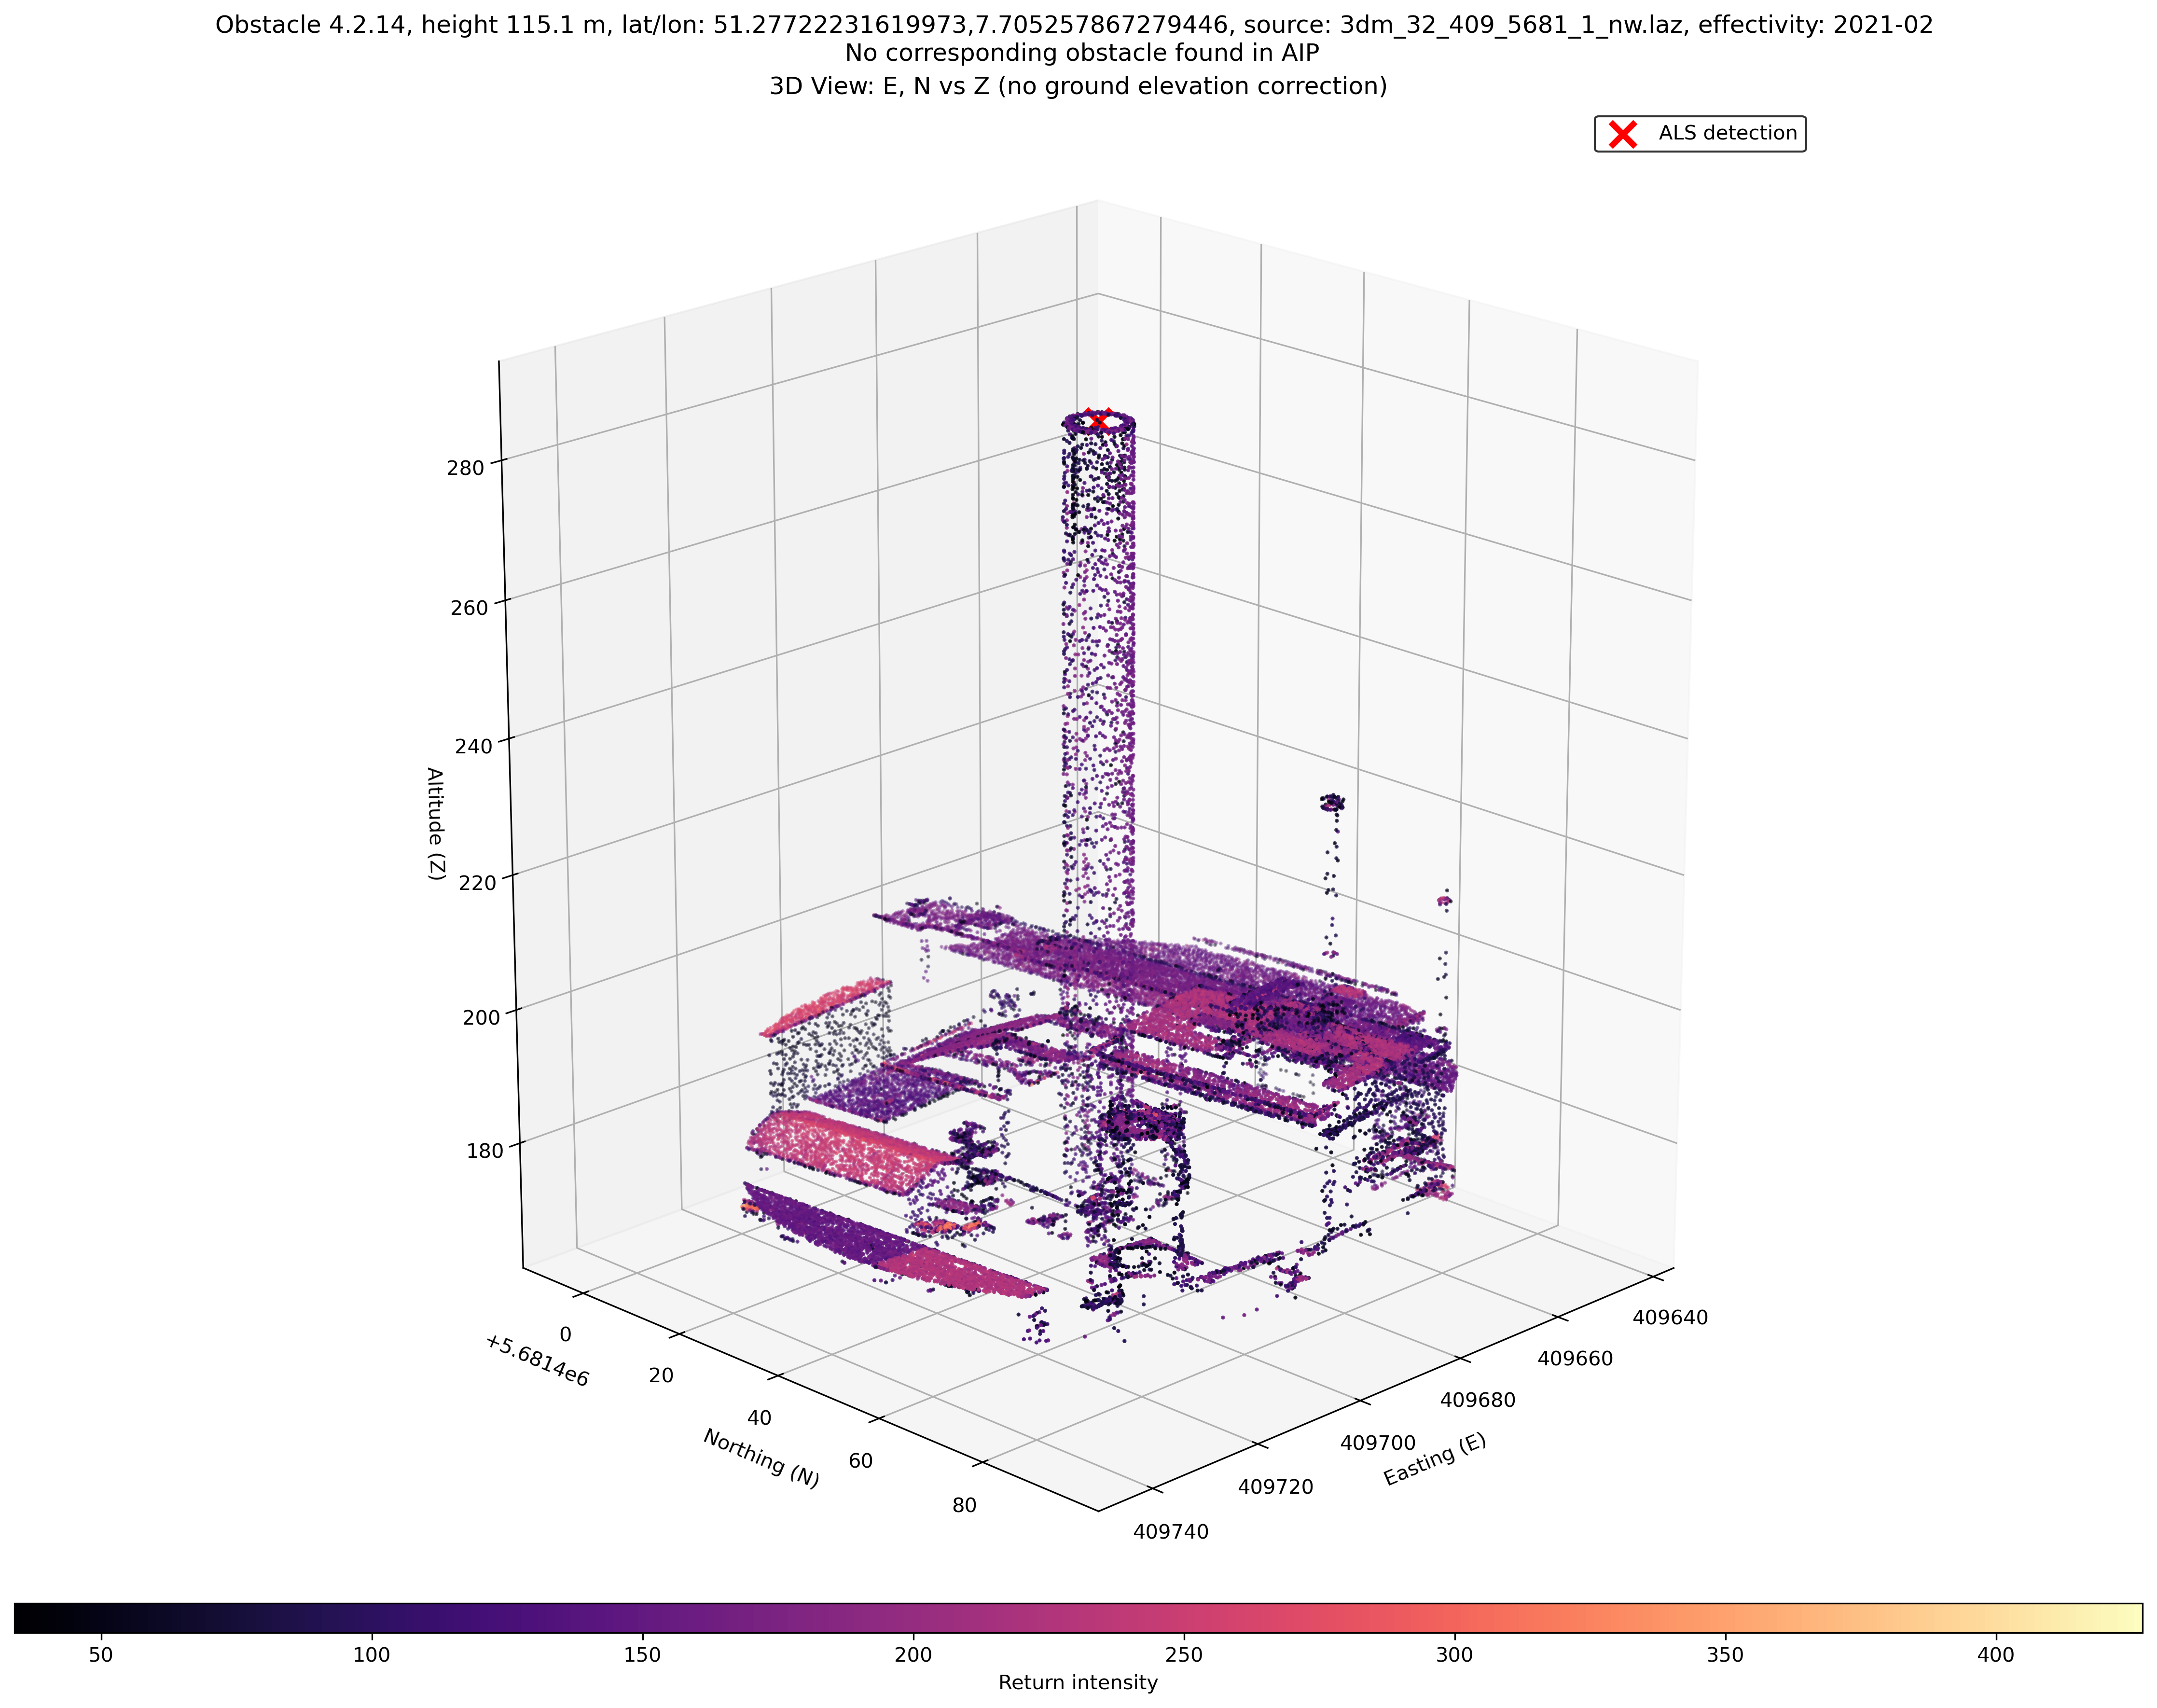 Obstacle 4.2.14, height 115.1 m, lat/lon: 51.27722231619973,7.705257867279446, source: 3dm_32_409_5681_1_nw.laz, effectivity: 2021-02
No corresponding obstacle found in AIP
3D View: E, N vs Z (no ground elevation correction)
ALS detection
280
260
240
220
200
180
Altitude (Z)
0
20
40
60
80
+5.6814e6
Northing (N)
409640
409660
409680
409700
409720
409740
Easting (E)
50
100
150
200
250
300
350
400
Return intensity